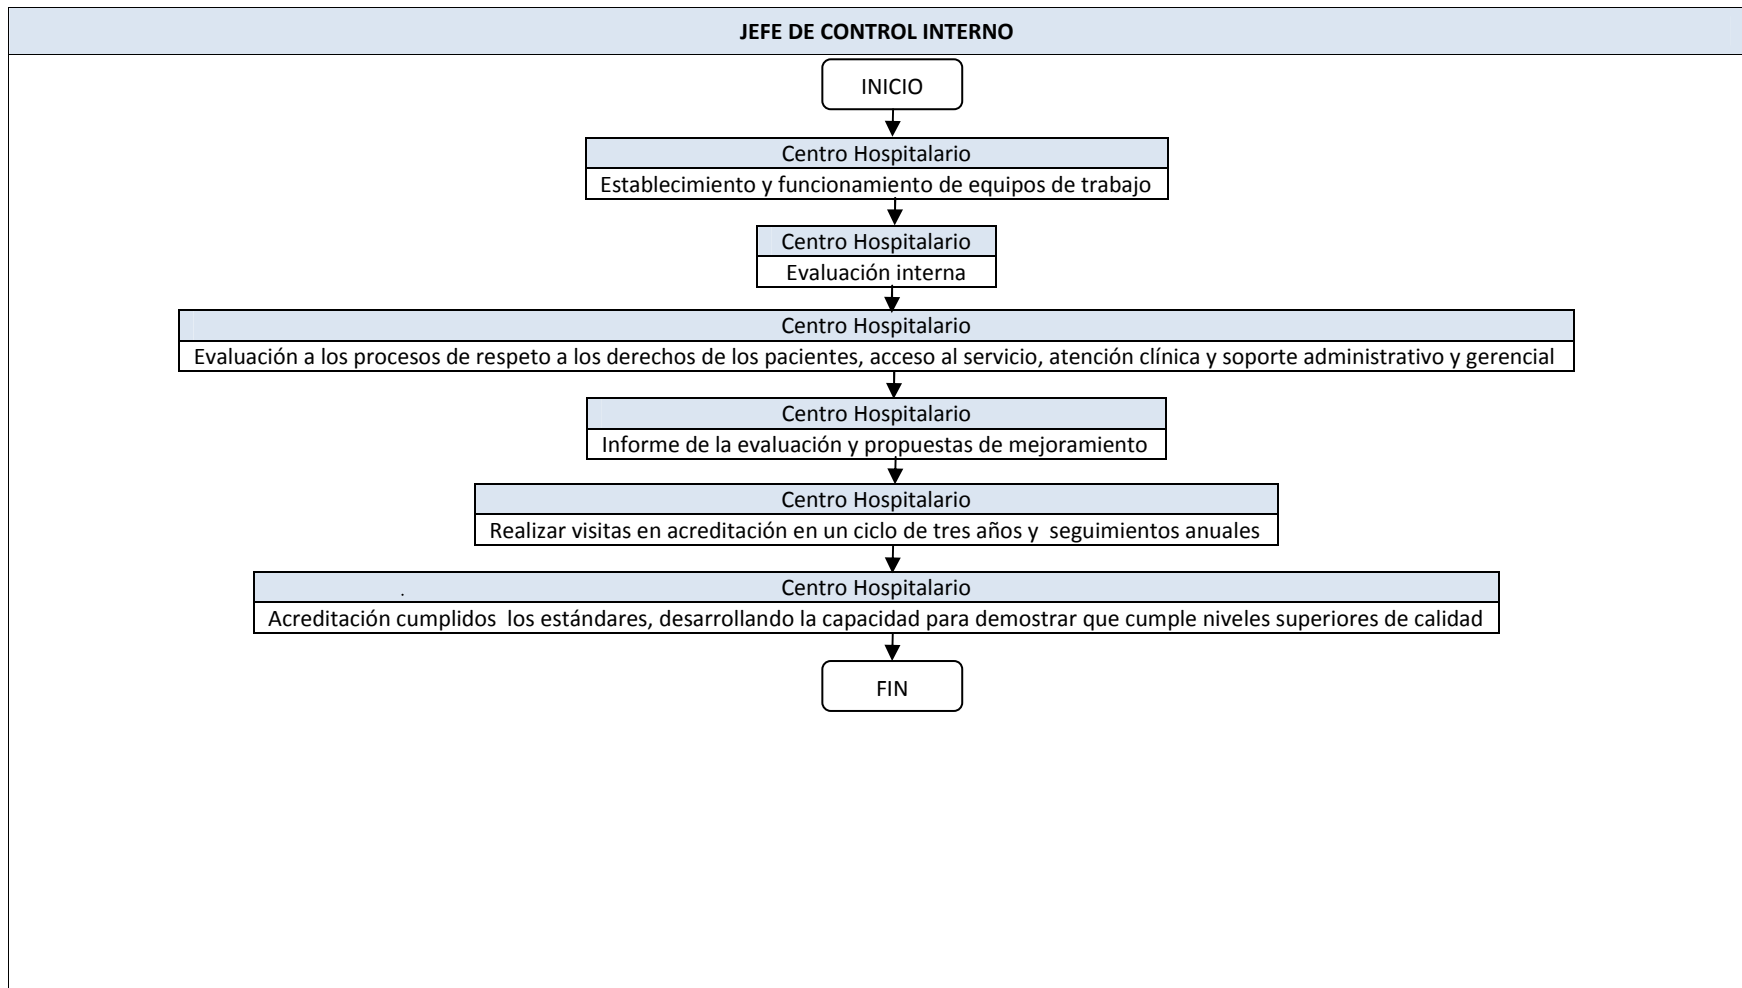 JEFE DE CONTROL INTERNO
INICIO
Centro Hospitalario
Establecimiento y funcionamiento de equipos de trabajo
Centro Hospitalario
Evaluación interna
Centro Hospitalario
Evaluación a los procesos de respeto a los derechos de los pacientes, acceso al servicio, atención clínica y soporte administrativo y gerencial
Centro Hospitalario
Informe de la evaluación y propuestas de mejoramiento
Centro Hospitalario
Realizar visitas en acreditación en un ciclo de tres años y  seguimientos anuales
. Centro Hospitalario
Acreditación cumplidos  los estándares, desarrollando la capacidad para demostrar que cumple niveles superiores de calidad
FIN